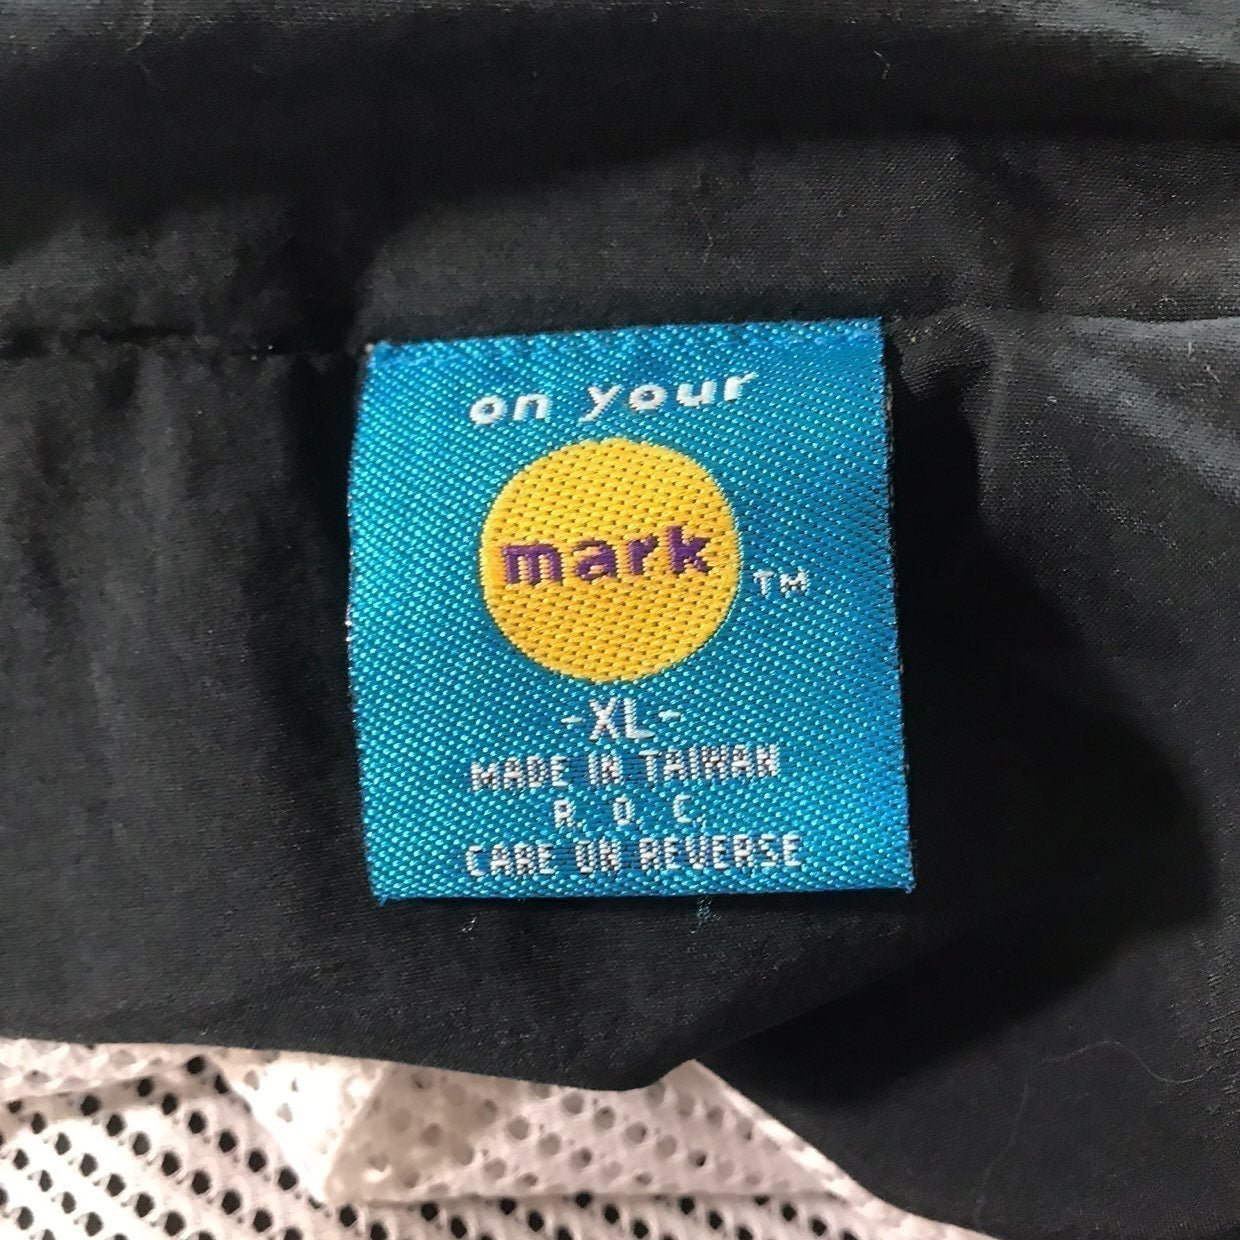 on your
mark
TM
-XL-
MADE IN TAIWAN
R. O. C.
CARE ON REVERSE